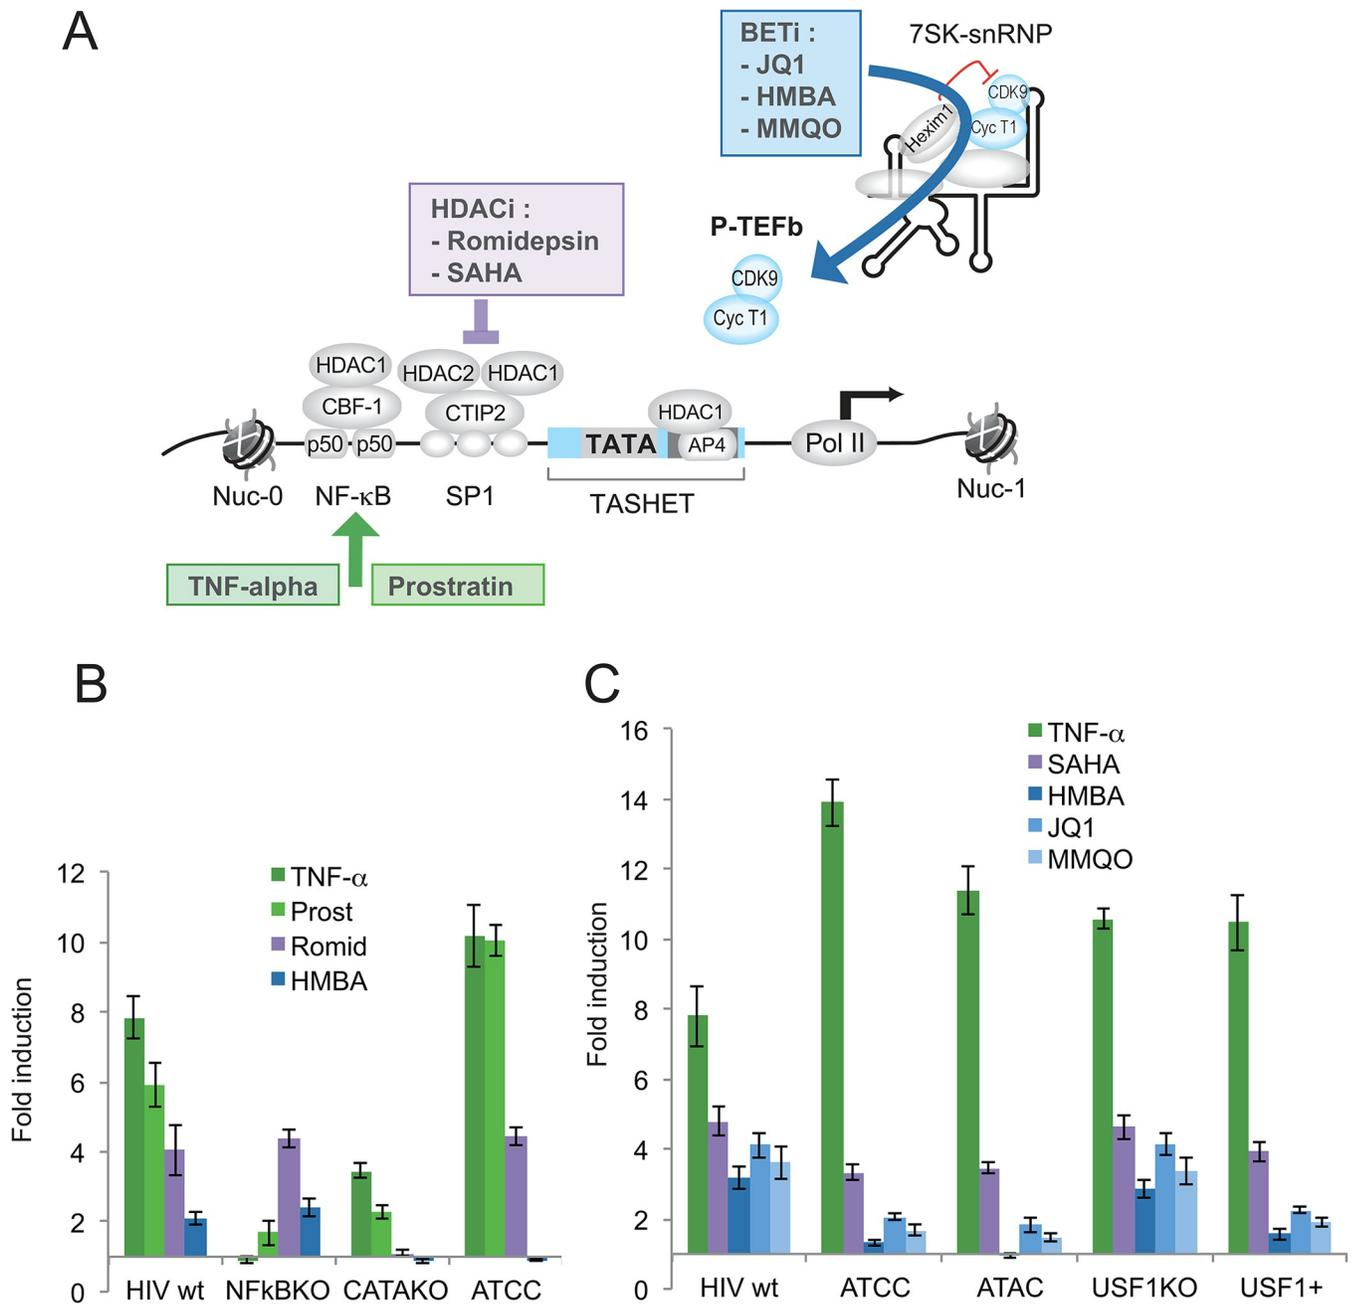 A
BETi :
- JQ1
- HMBA
- MMQO
7SK-snRNP
CDK9
Hexim1
Cyc T1
P-TEFb
CDK9
Cyc T1
HDACi :
- Romidepsin
- SAHA
HDAC1
HDAC2
HDAC1
CBF-1
CTIP2
HDAC1
p50
p50
TATA
AP4
Pol II
Nuc-0
NF-κB
SP1
TASHET
Nuc-1
TNF-alpha
Prostratin
B
Fold induction
12
10
8
6
4
2
0
TNF-α
Prost
Romid
HMBA
HIV wt
NFkBKO
CATAKO
ATCC
C
Fold induction
16
14
12
10
8
6
4
2
0
TNF-α
SAHA
HMBA
JQ1
MMQO
HIV wt
ATCC
ATAC
USF1KO
USF1+